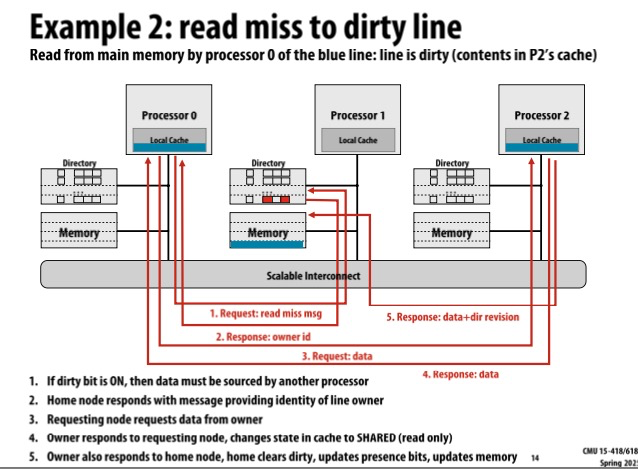 Example 2: read miss to dirty line
Read from main memory by processor 0 of the blue line: line is dirty (contents in P2's cache)
Processor 0
Local Cache
Processor 1
Local Cache
Processor 2
Local Cache
Directory
Directory
Directory
...
...
...
Memory
Memory
Memory
Scalable Interconnect
1. Request: read miss msg
5. Response: data+dir revision
2. Response: owner id
3. Request: data
4. Response: data
1. If dirty bit is ON, then data must be sourced by another processor
2. Home node responds with message providing identity of line owner
3. Requesting node requests data from owner
4. Owner responds to requesting node, changes state in cache to SHARED (read only)
5. Owner also responds to home node, home clears dirty, updates presence bits, updates memory
14
CMU 15-418/618
Spring 202